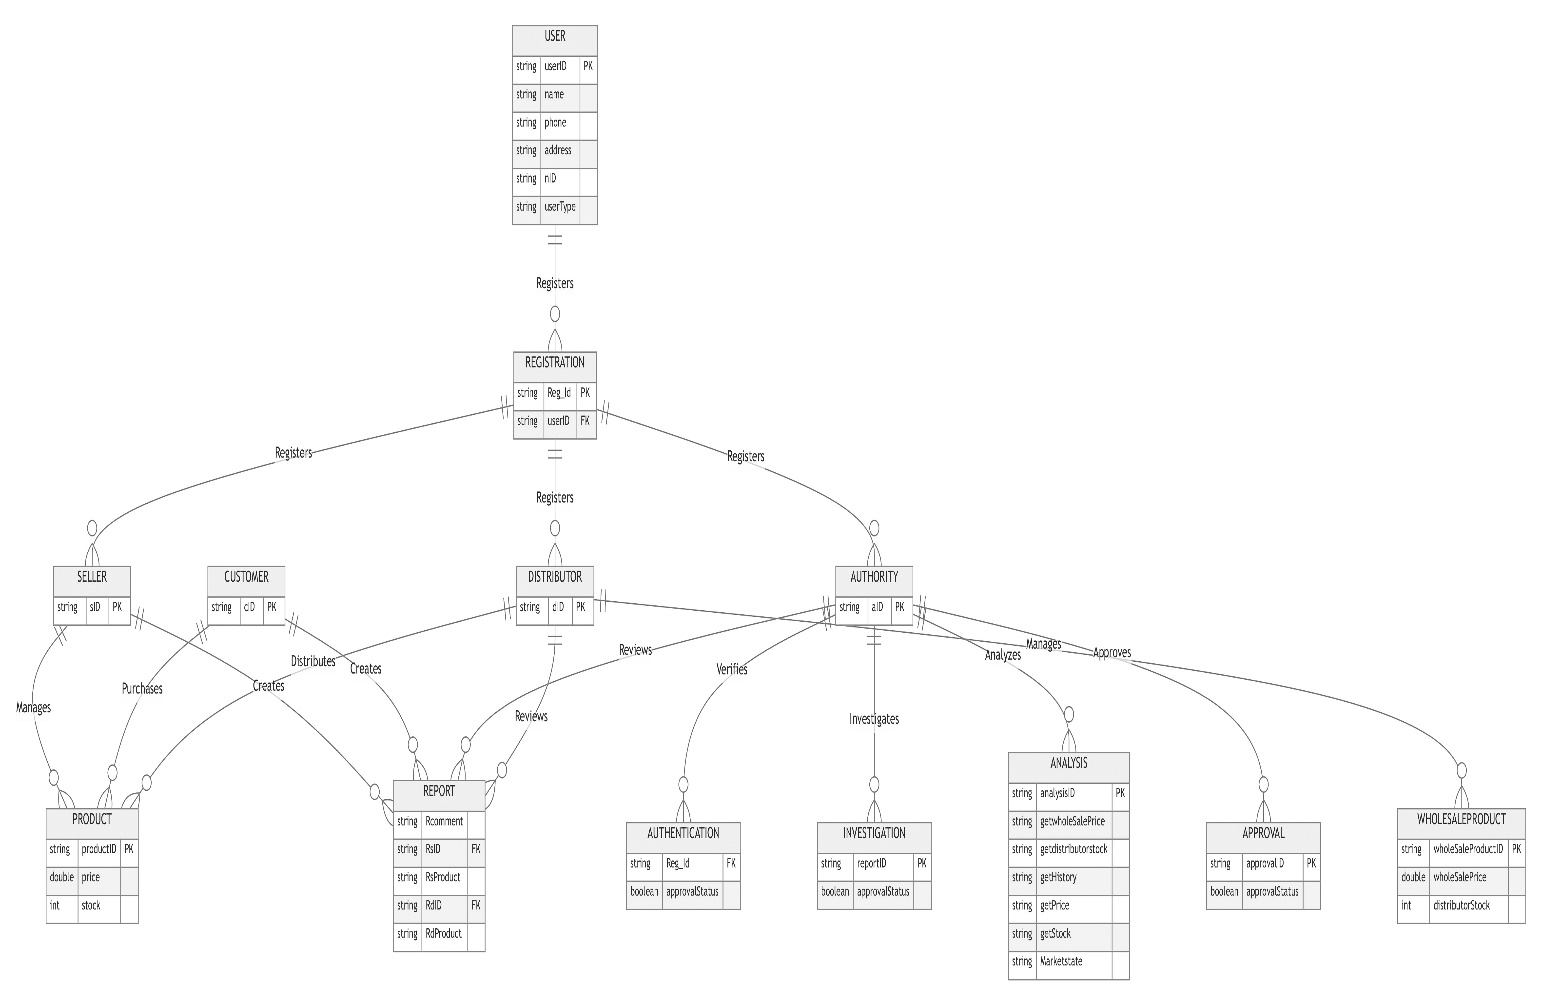 USER
string userID PK
string name
string phone
string address
string nID
string userType
Registers
REGISTRATION
string Reg_Id PK
string userID FK
Registers
Registers
Registers
SELLER
string sID PK
CUSTOMER
string cID PK
DISTRIBUTOR
string dID PK
AUTHORITY
string aID PK
Manages
Purchases
Distributes
Creates
Creates
Reviews
Reviews
Verifies
Investigates
Analyzes
Manages
Approves
PRODUCT
string productID PK
double price
int stock
REPORT
string Rcomment
string RsID FK
string RsProduct
string RdID FK
string RdProduct
AUTHENTICATION
string Reg_id FK
boolean approvalStatus
INVESTIGATION
string reportID PK
boolean approvalStatus
ANALYSIS
string analysisID PK
string getwholeSalePrice
string getdistributorstock
string getHistory
string getPrice
string getStock
string Marketstate
APPROVAL
string approvalID PK
boolean approvalStatus
WHOLESALEPRODUCT
string wholeSaleProductID PK
double wholeSalePrice
int distributorStock